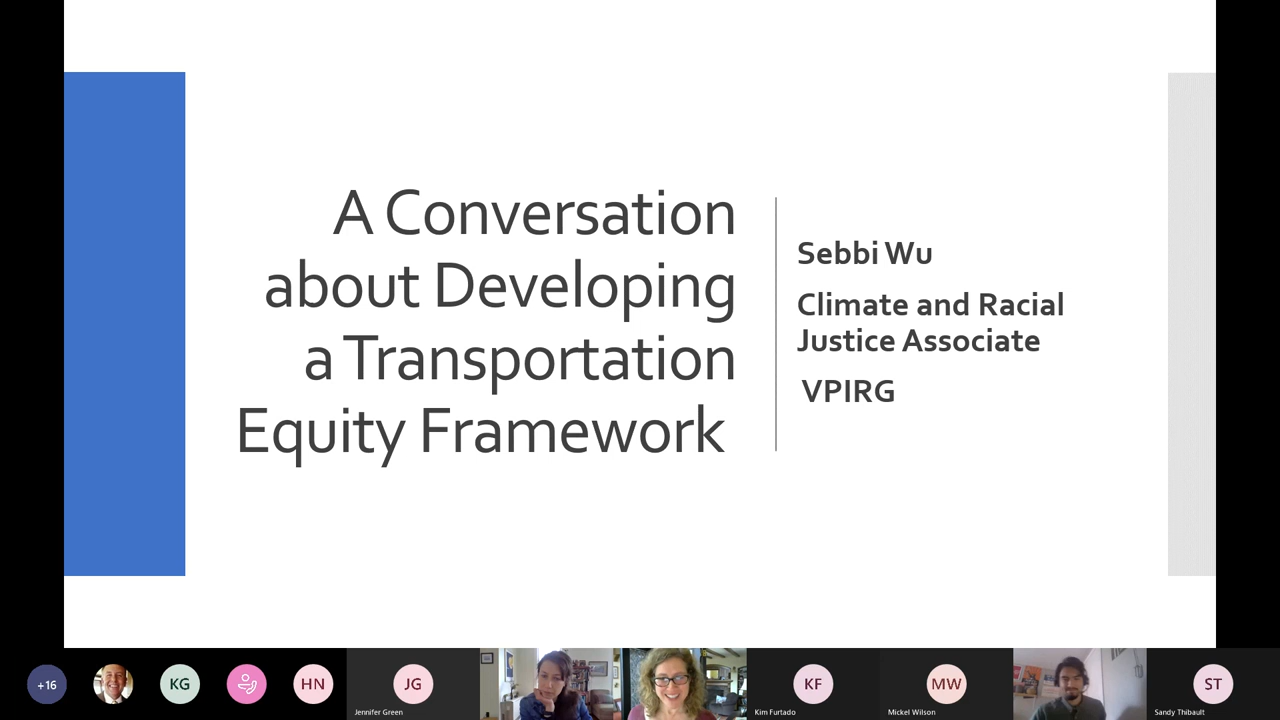 A Conversation
about Developing
a Transportation
Equity Framework
Sebbi Wu
Climate and Racial
Justice Associate
VPIRG
+16
KG
HN
JG
Jennifer Green
KF
Kim Furtado
MW
Mickel Wilson
ST
Sandy Thibault